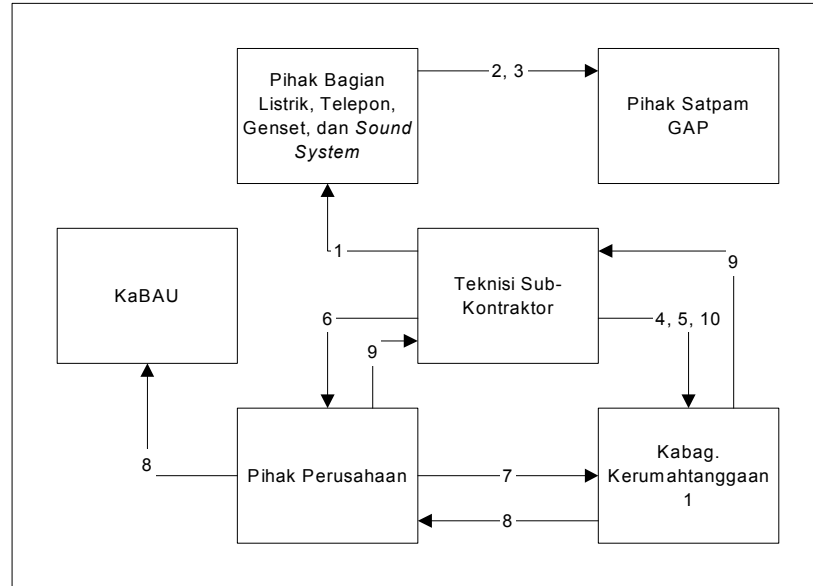 Pihak Bagian
Listrik, Telepon,
Genset, dan Sound
System
2, 3
Pihak Satpam
GAP
1
KaBAU
Teknisi Sub-
Kontraktor
9
6
4, 5, 10
9
8
Pihak Perusahaan
7
Kabag.
Kerumahtanggaan
1
8